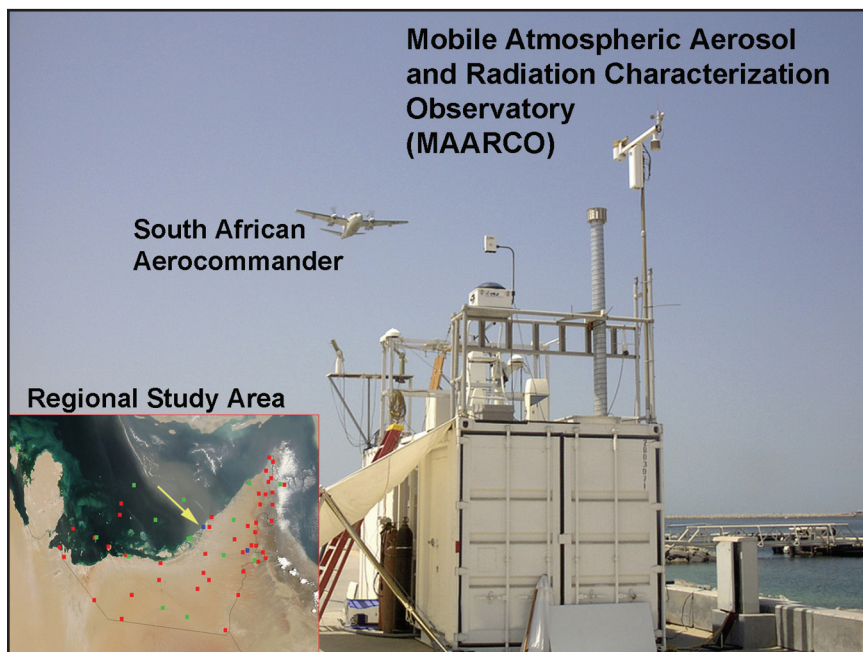 Mobile Atmospheric Aerosol
and Radiation Characterization
Observatory
(MAARCO)
South African
Aerocommander
Regional Study Area